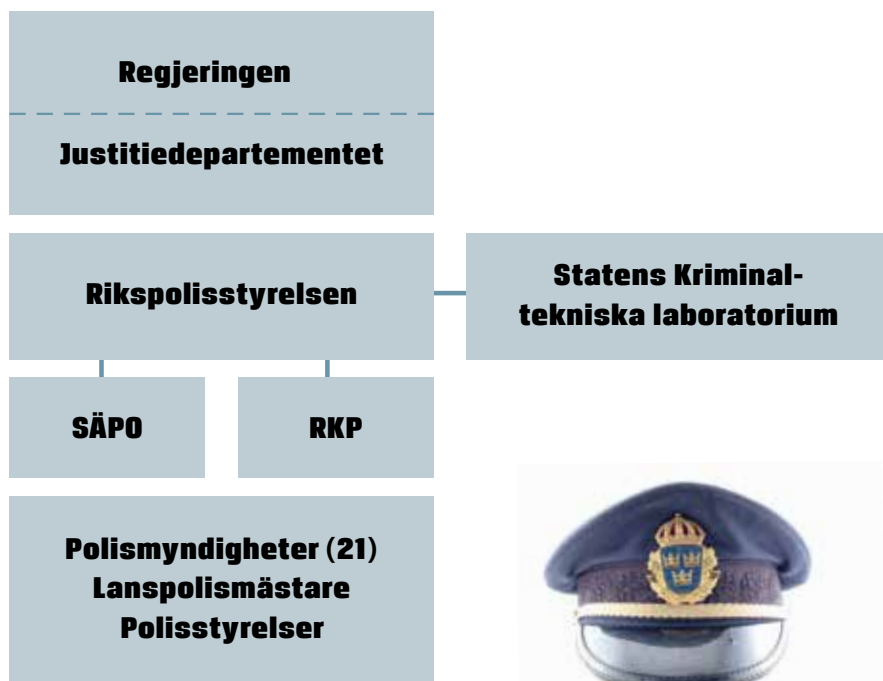 Regjeringen
Justitiedepartementet
Rikspolisstyrelsen
Statens Kriminal-
tekniska laboratorium
SÄPO
RKP
Polismyndigheter (21)
Lanspolismästare
Polisstyrelser